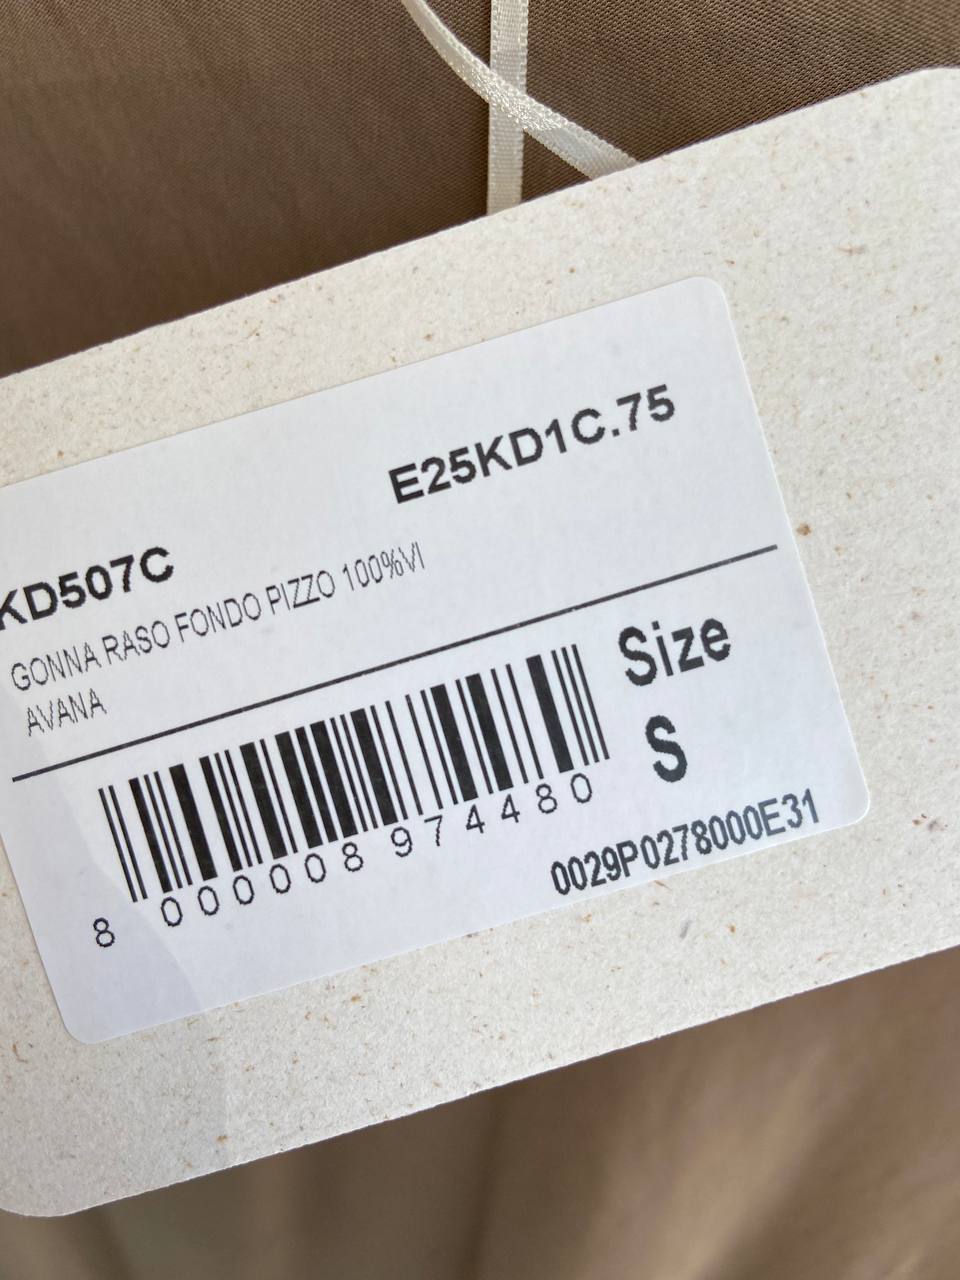 E25KD1C.75
KD507C
GONNA RASO FONDO PIZZO 100%VI
AVANA
Size
S
8 000008 974480
0029P0278000E31